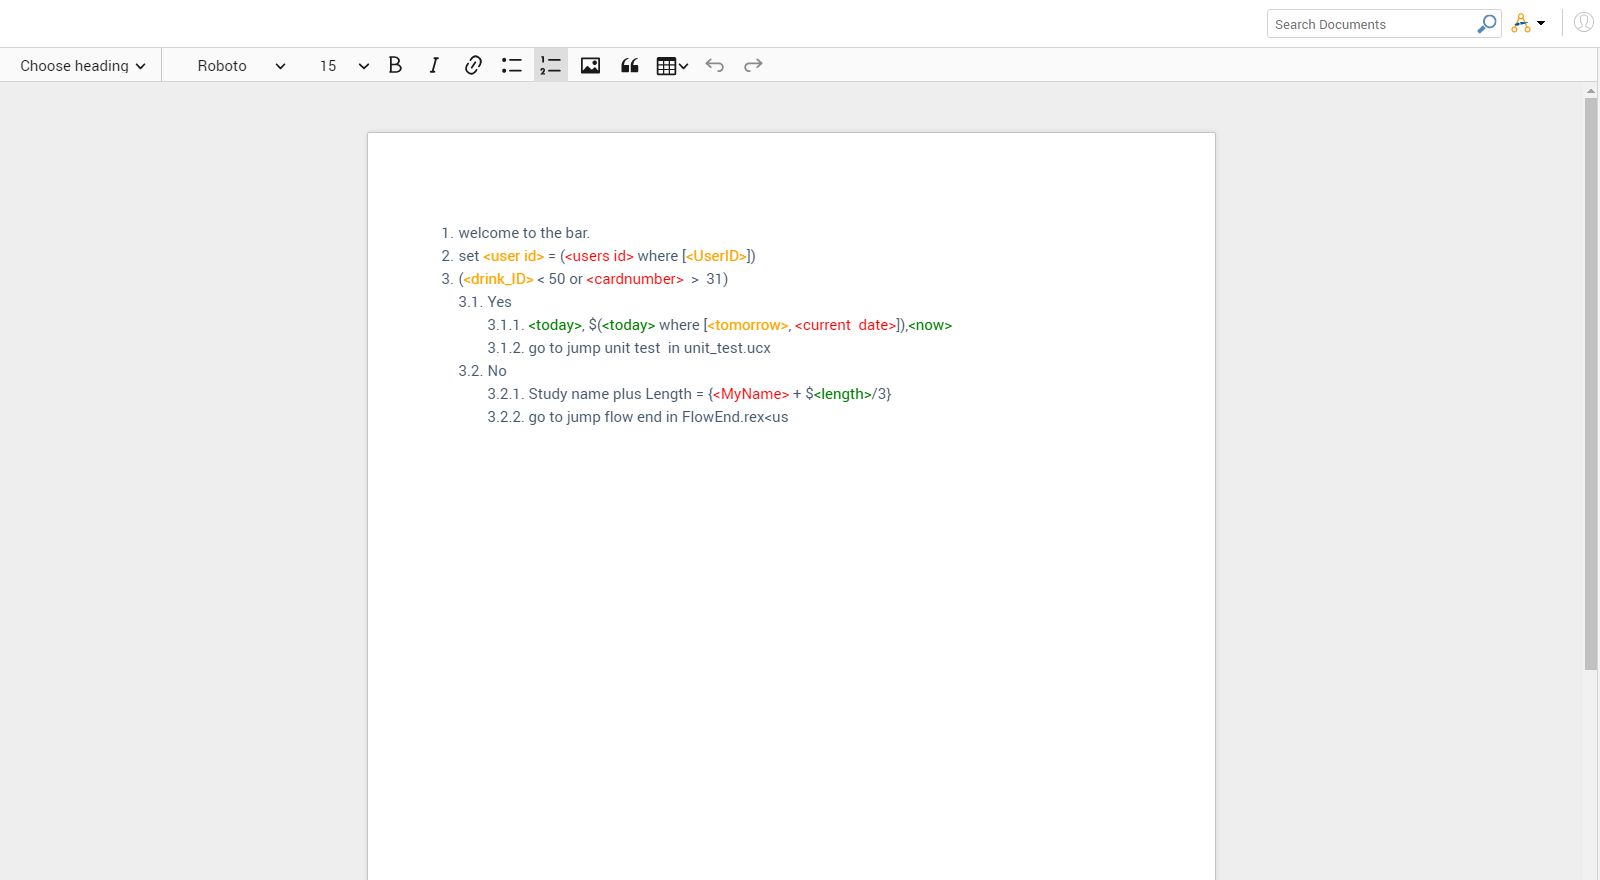 Search Documents
Choose heading Roboto 15 B I
1. welcome to the bar.
2. set <user id> = (<users id> where [<UserID>])
3. (<drink_ID> < 50 or <cardnumber>  >  31)
3.1. Yes
3.1.1. <today>, $(<today> where [<tomorrow>, <current  date>]),<now>
3.1.2. go to jump unit test  in unit_test.ucx
3.2. No
3.2.1. Study name plus Length = {<MyName> + $<length>/3}
3.2.2. go to jump flow end in FlowEnd.rex<us